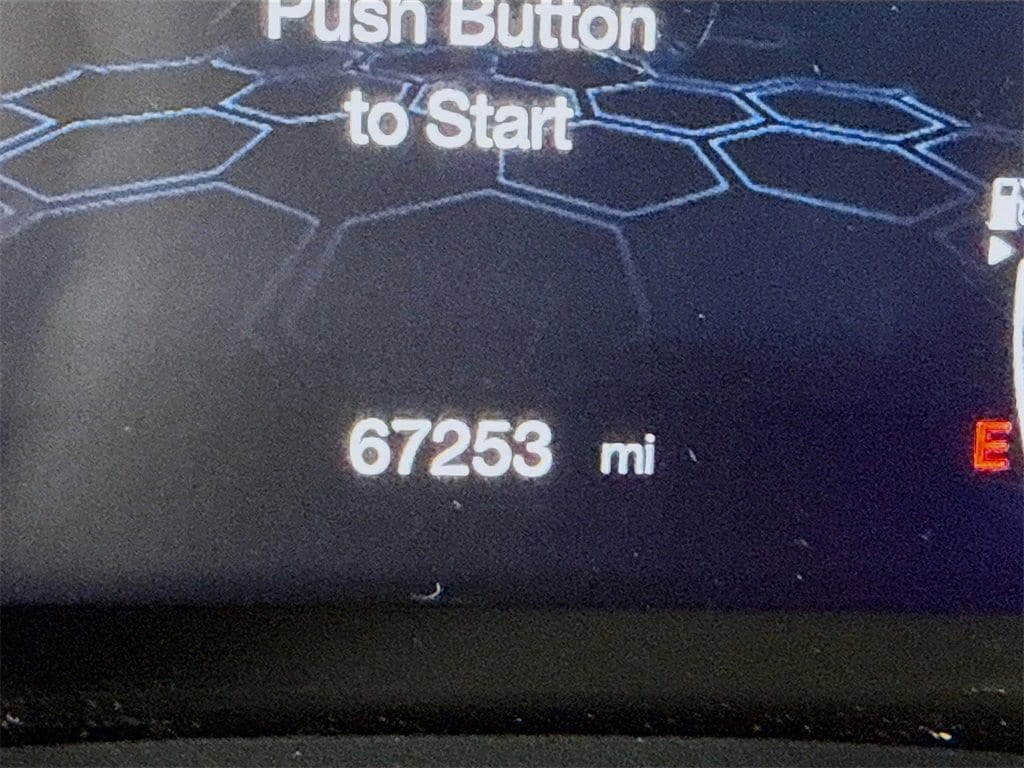 Push Button
to Start
67253 mi
E